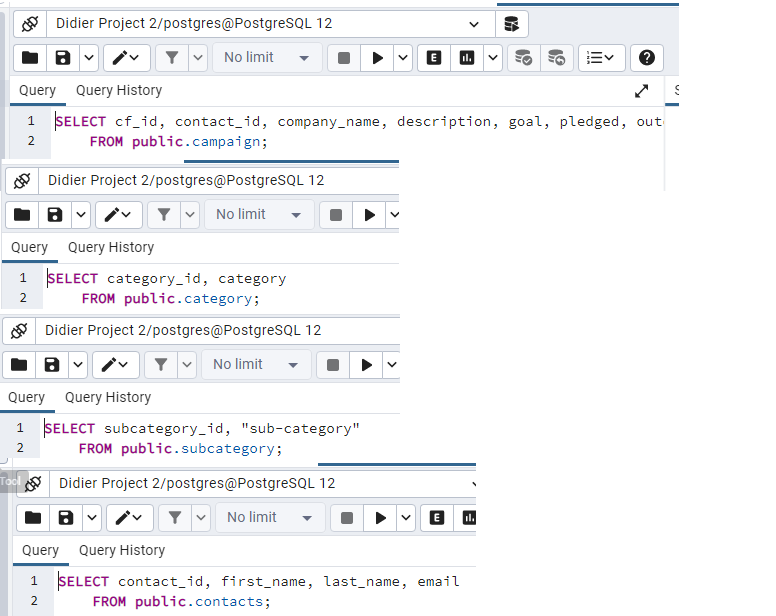 Didier Project 2/postgres@PostgreSQL 12
No limit E
Query Query History S
1 SELECT cf_id, contact_id, company_name, description, goal, pledged, out
2 FROM public.campaign;
Didier Project 2/postgres@PostgreSQL 12
No limit
Query Query History
1 SELECT category_id, category
2 FROM public.category;
Didier Project 2/postgres@PostgreSQL 12
No limit
Query Query History
1 SELECT subcategory_id, "sub-category"
2 FROM public.subcategory;
Tool Didier Project 2/postgres@PostgreSQL 12
No limit E
Query Query History
1 SELECT contact_id, first_name, last_name, email
2 FROM public.contacts;